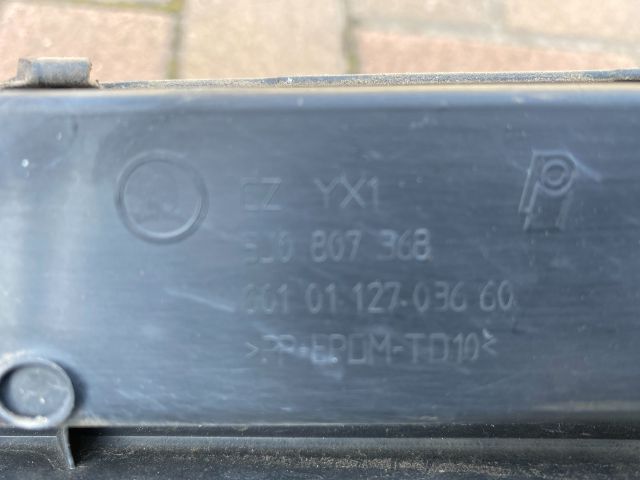 CZ YX1
5J0 807 368
001 01 127-036 60
>PP+EPDM-TD10<